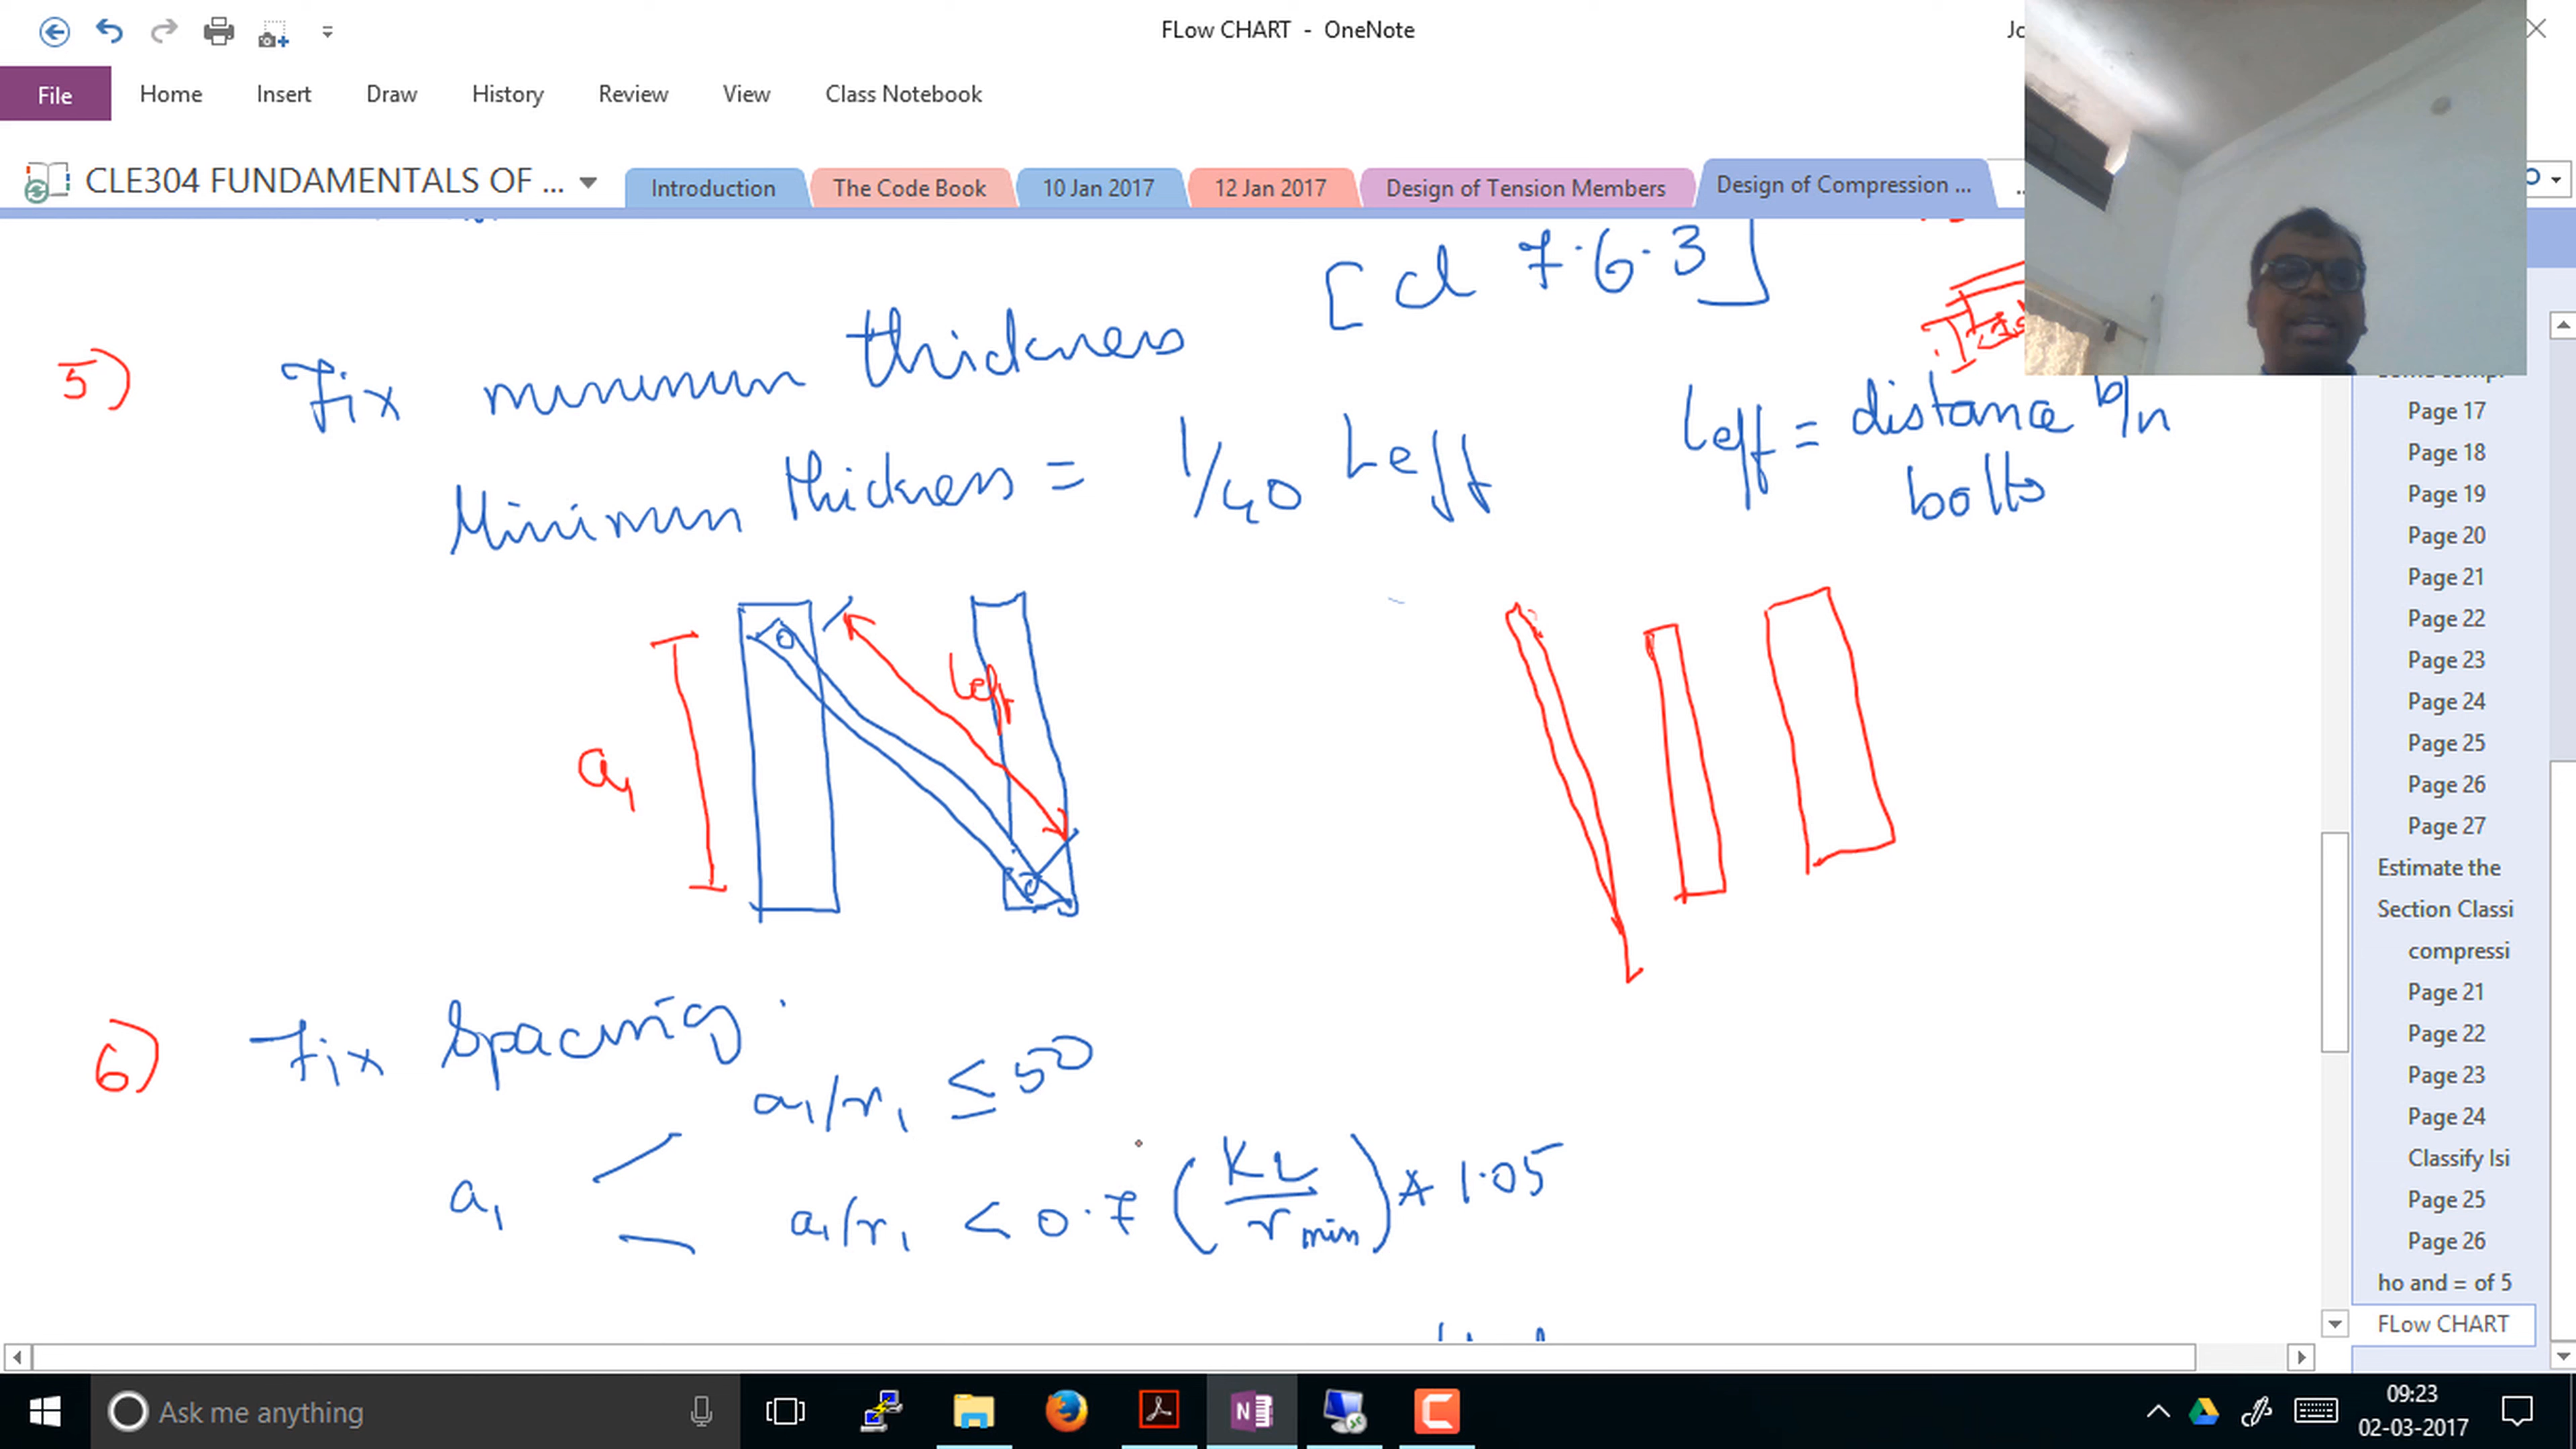 FLow CHART - OneNote
File Home Insert Draw History Review View Class Notebook
CLE304 FUNDAMENTALS OF ...
Introduction
The Code Book
10 Jan 2017
12 Jan 2017
Design of Tension Members
Design of Compression ...
[cl 7.6.3]
5) Fix minimum thickness
Minimum thickness = 1/40 Leff
Leff = distance b/n
bolts
a1
Leff
6) Fix Spacing
a1/r1 ≤ 50
a1
a1/r1 < 0.7 (KL/rmin) * 1.05
Page 17
Page 18
Page 19
Page 20
Page 21
Page 22
Page 23
Page 24
Page 25
Page 26
Page 27
Estimate the
Section Classi
compressi
Page 21
Page 22
Page 23
Page 24
Classify Isi
Page 25
Page 26
ho and = of 5
FLow CHART
Ask me anything
09:23
02-03-2017